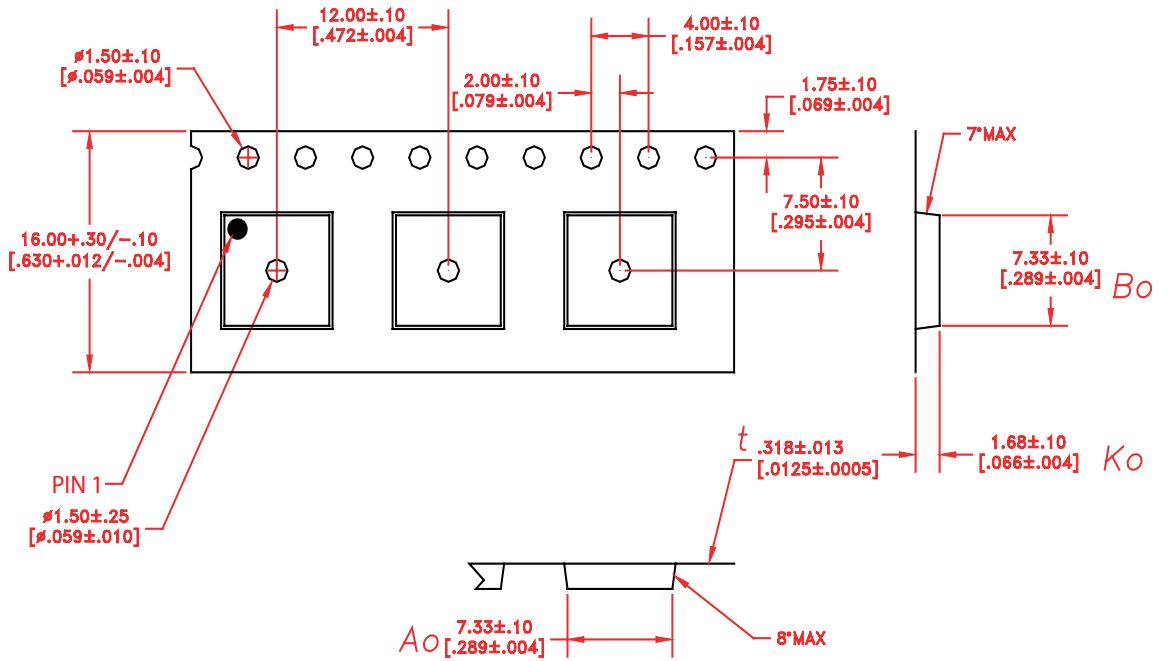 12.00±.10
[.472±.004]
4.00±.10
[.157±.004]
ø1.50±.10
[ø.059±.004]
2.00±.10
[.079±.004]
1.75±.10
[.069±.004]
7°MAX
7.50±.10
[.295±.004]
16.00+.30/-.10
[.630+.012/-.004]
7.33±.10
[.289±.004]
Bo
t
.318±.013
[.0125±.0005]
1.68±.10
[.066±.004]
Ko
PIN 1
ø1.50±.25
[ø.059±.010]
Ao
7.33±.10
[.289±.004]
8°MAX